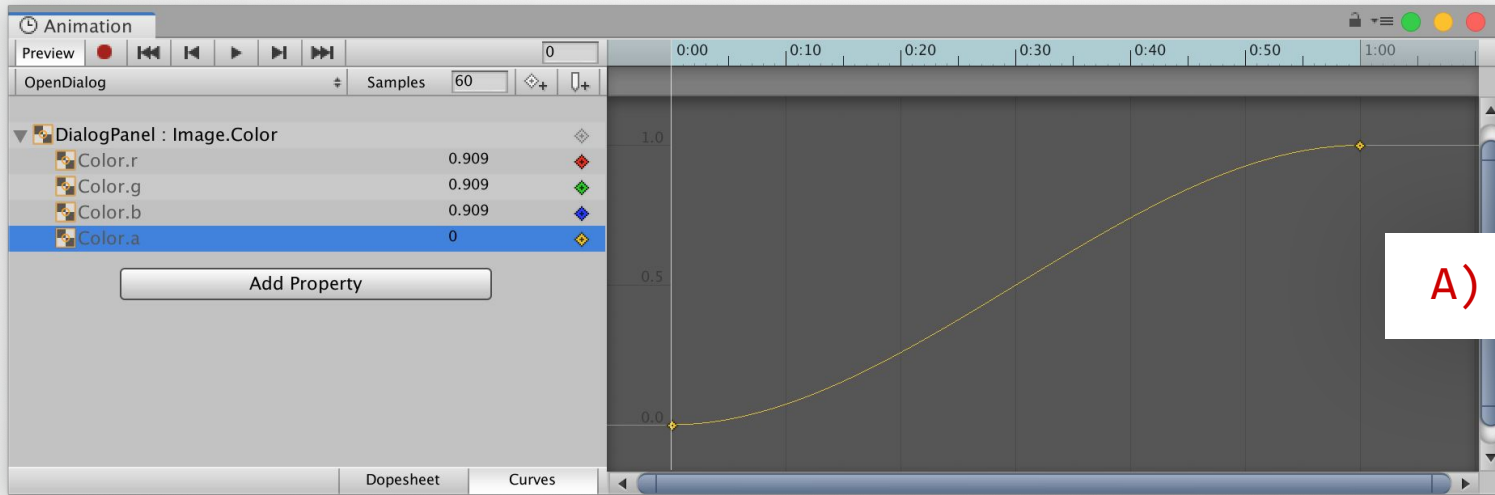 Animation
Preview 0 0:00 0:10 0:20 0:30 0:40 0:50 1:00
OpenDialog Samples 60
DialogPanel : Image.Color
Color.r 0.909
Color.g 0.909
Color.b 0.909
Color.a 0
Add Property
1.0
0.5
0.0
A)
Dopesheet Curves